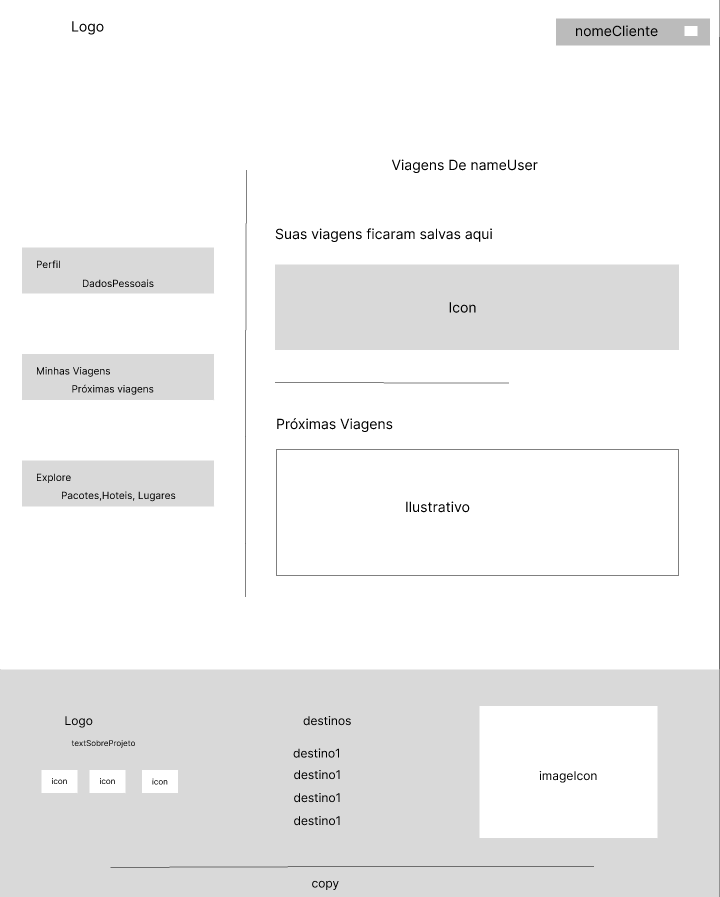 Logo
nomeCliente
Viagens De nameUser
Suas viagens ficaram salvas aqui
Perfil
DadosPessoais
Icon
Minhas Viagens
Próximas viagens
Próximas Viagens
Explore
Pacotes,Hoteis, Lugares
Ilustrativo
Logo
textSobreProjeto
icon
icon
icon
destinos
destino1
destino1
destino1
destino1
imageIcon
copy